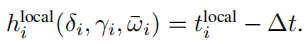 h_i^local(δ_i, γ_i, ω̄_i) = t_i^local − Δt.